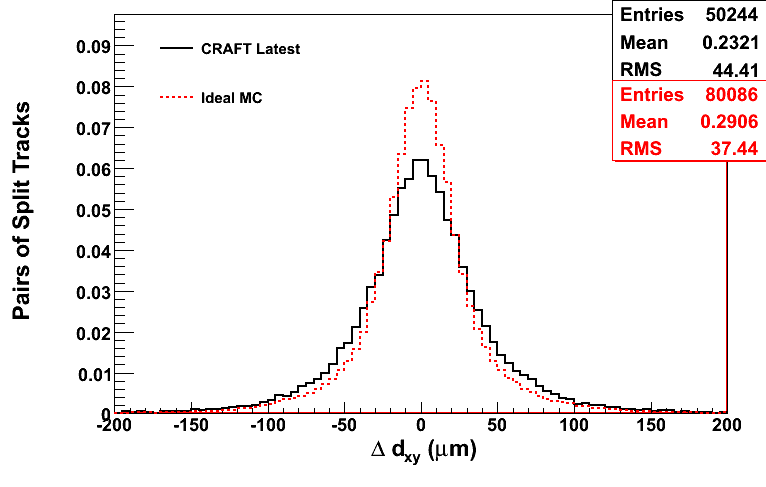 Entries 50244
Mean 0.2321
RMS 44.41
Entries 80086
Mean 0.2906
RMS 37.44
CRAFT Latest
Ideal MC
Pairs of Split Tracks
0.09
0.08
0.07
0.06
0.05
0.04
0.03
0.02
0.01
0
-200 -150 -100 -50 0 50 100 150 200
Δ dxy (μm)